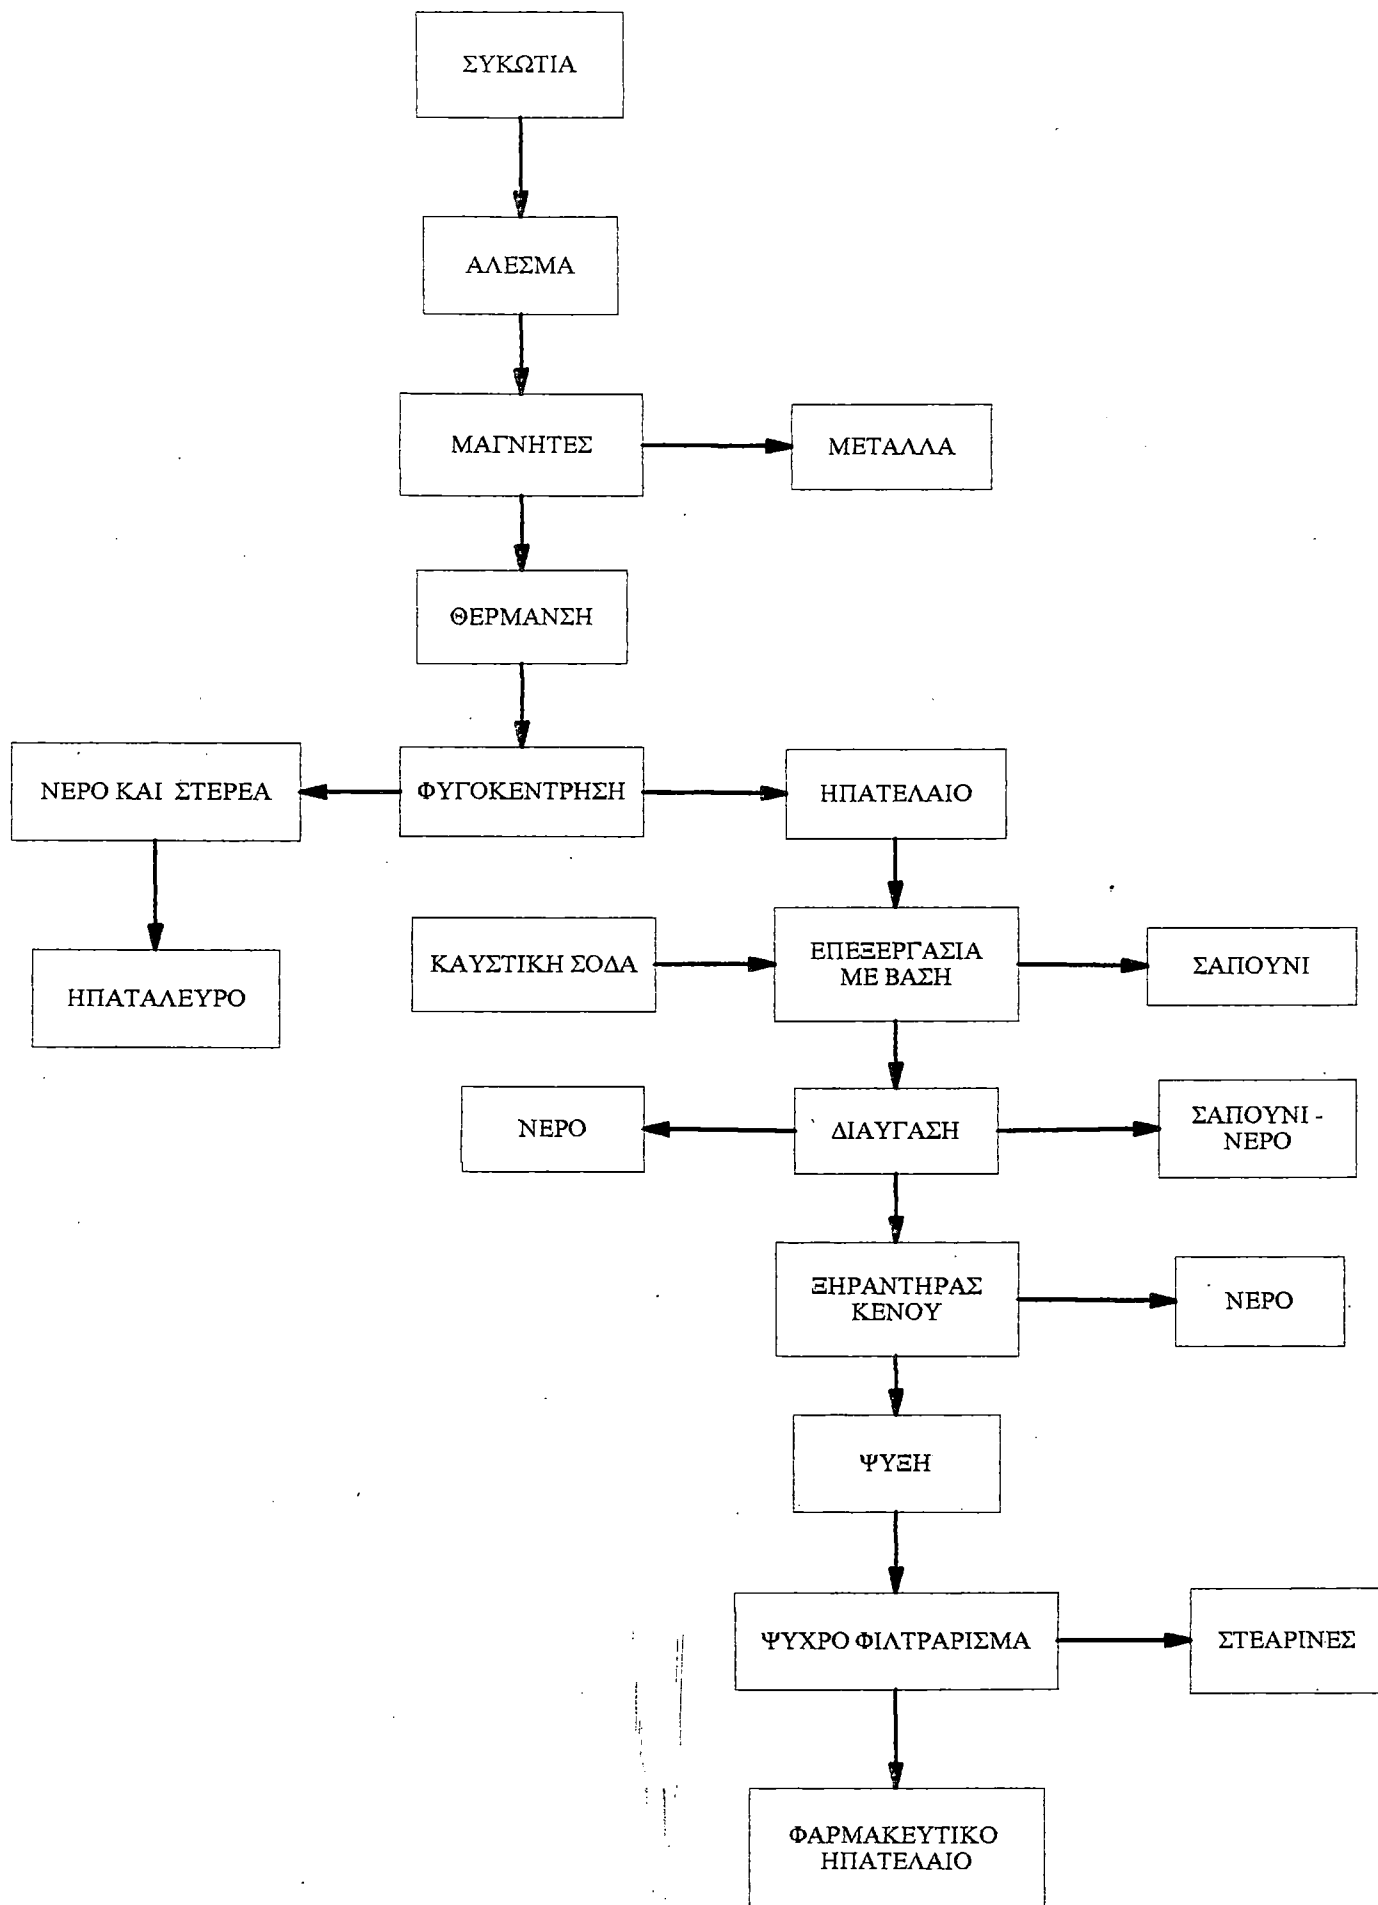 ΣΥΚΩΤΙΑ
ΑΛΕΣΜΑ
ΜΑΓΝΗΤΕΣ
ΜΕΤΑΛΛΑ
ΘΕΡΜΑΝΣΗ
ΝΕΡΟ ΚΑΙ ΣΤΕΡΕΑ
ΦΥΓΟΚΕΝΤΡΗΣΗ
ΗΠΑΤΕΛΑΙΟ
ΗΠΑΤΑΛΕΥΡΟ
ΚΑΥΣΤΙΚΗ ΣΟΔΑ
ΕΠΕΞΕΡΓΑΣΙΑ
ΜΕ ΒΑΣΗ
ΣΑΠΟΥΝΙ
ΝΕΡΟ
ΔΙΑΥΓΑΣΗ
ΣΑΠΟΥΝΙ -
ΝΕΡΟ
ΞΗΡΑΝΤΗΡΑΣ
ΚΕΝΟΥ
ΝΕΡΟ
ΨΥΞΗ
ΨΥΧΡΟ ΦΙΛΤΡΑΡΙΣΜΑ
ΣΤΕΑΡΙΝΕΣ
ΦΑΡΜΑΚΕΥΤΙΚΟ
ΗΠΑΤΕΛΑΙΟ